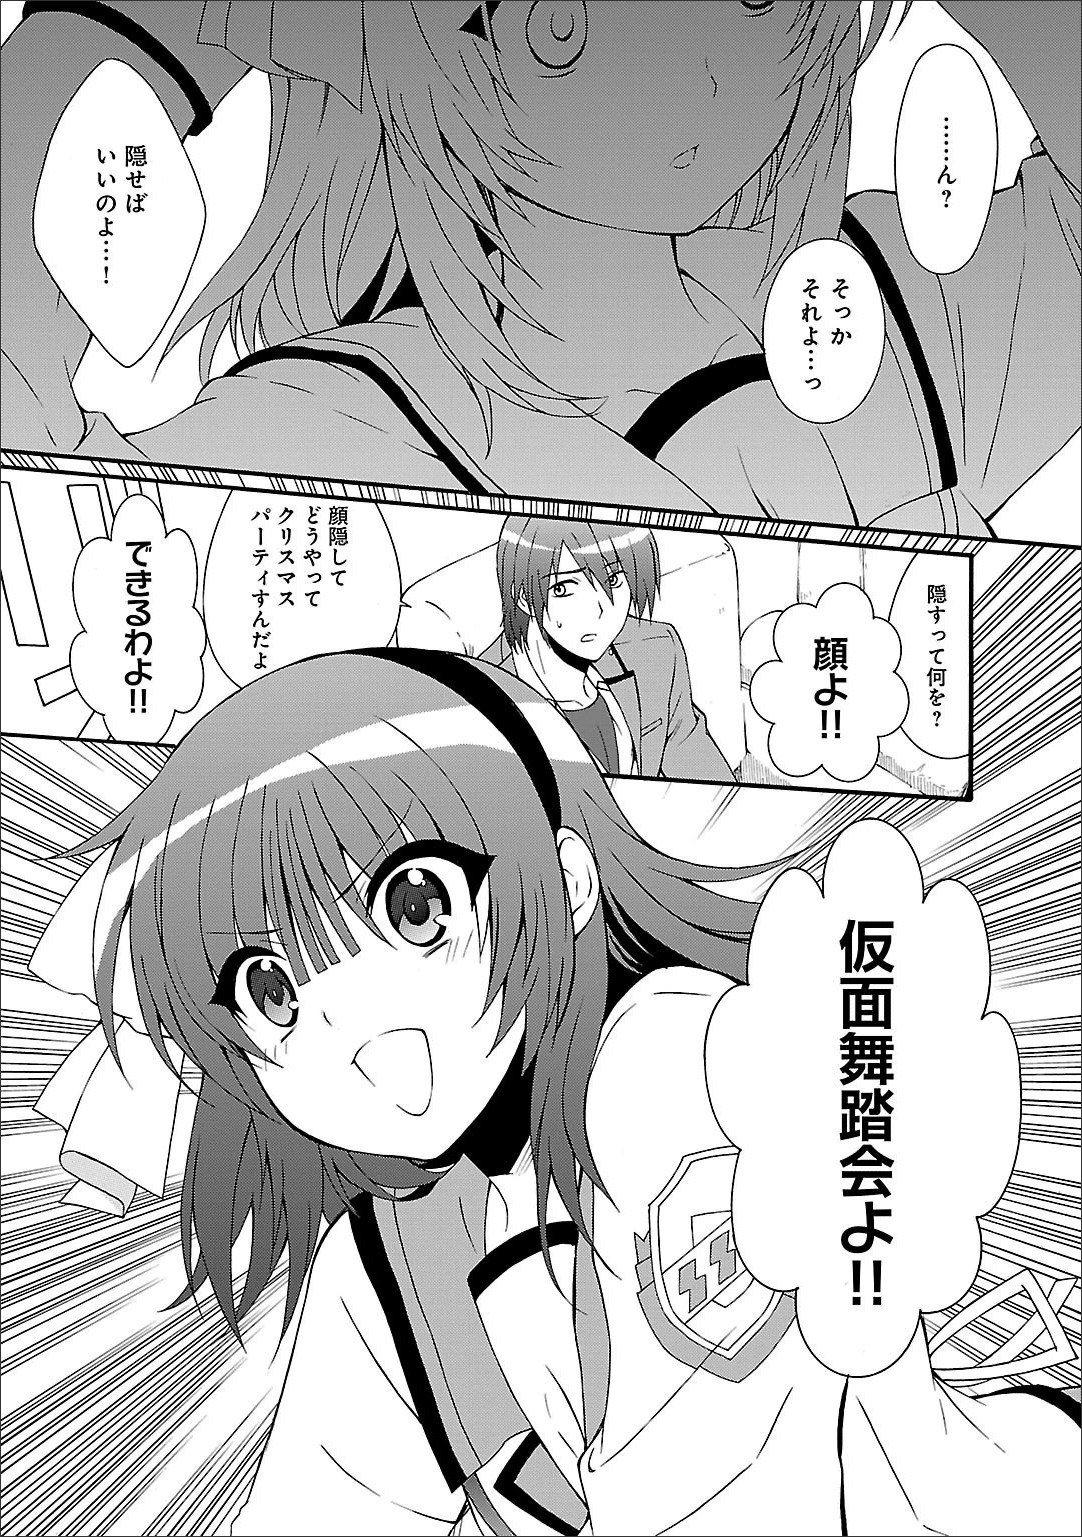 ……ん?
そっか
それよ…っ
隠せば
いいのよ…!
隠すって何を?
顔よ!!
顔隠して
どうやって
クリスマス
パーティすんだよ
できるわよ!!
仮面舞踏会よ!!
SSS